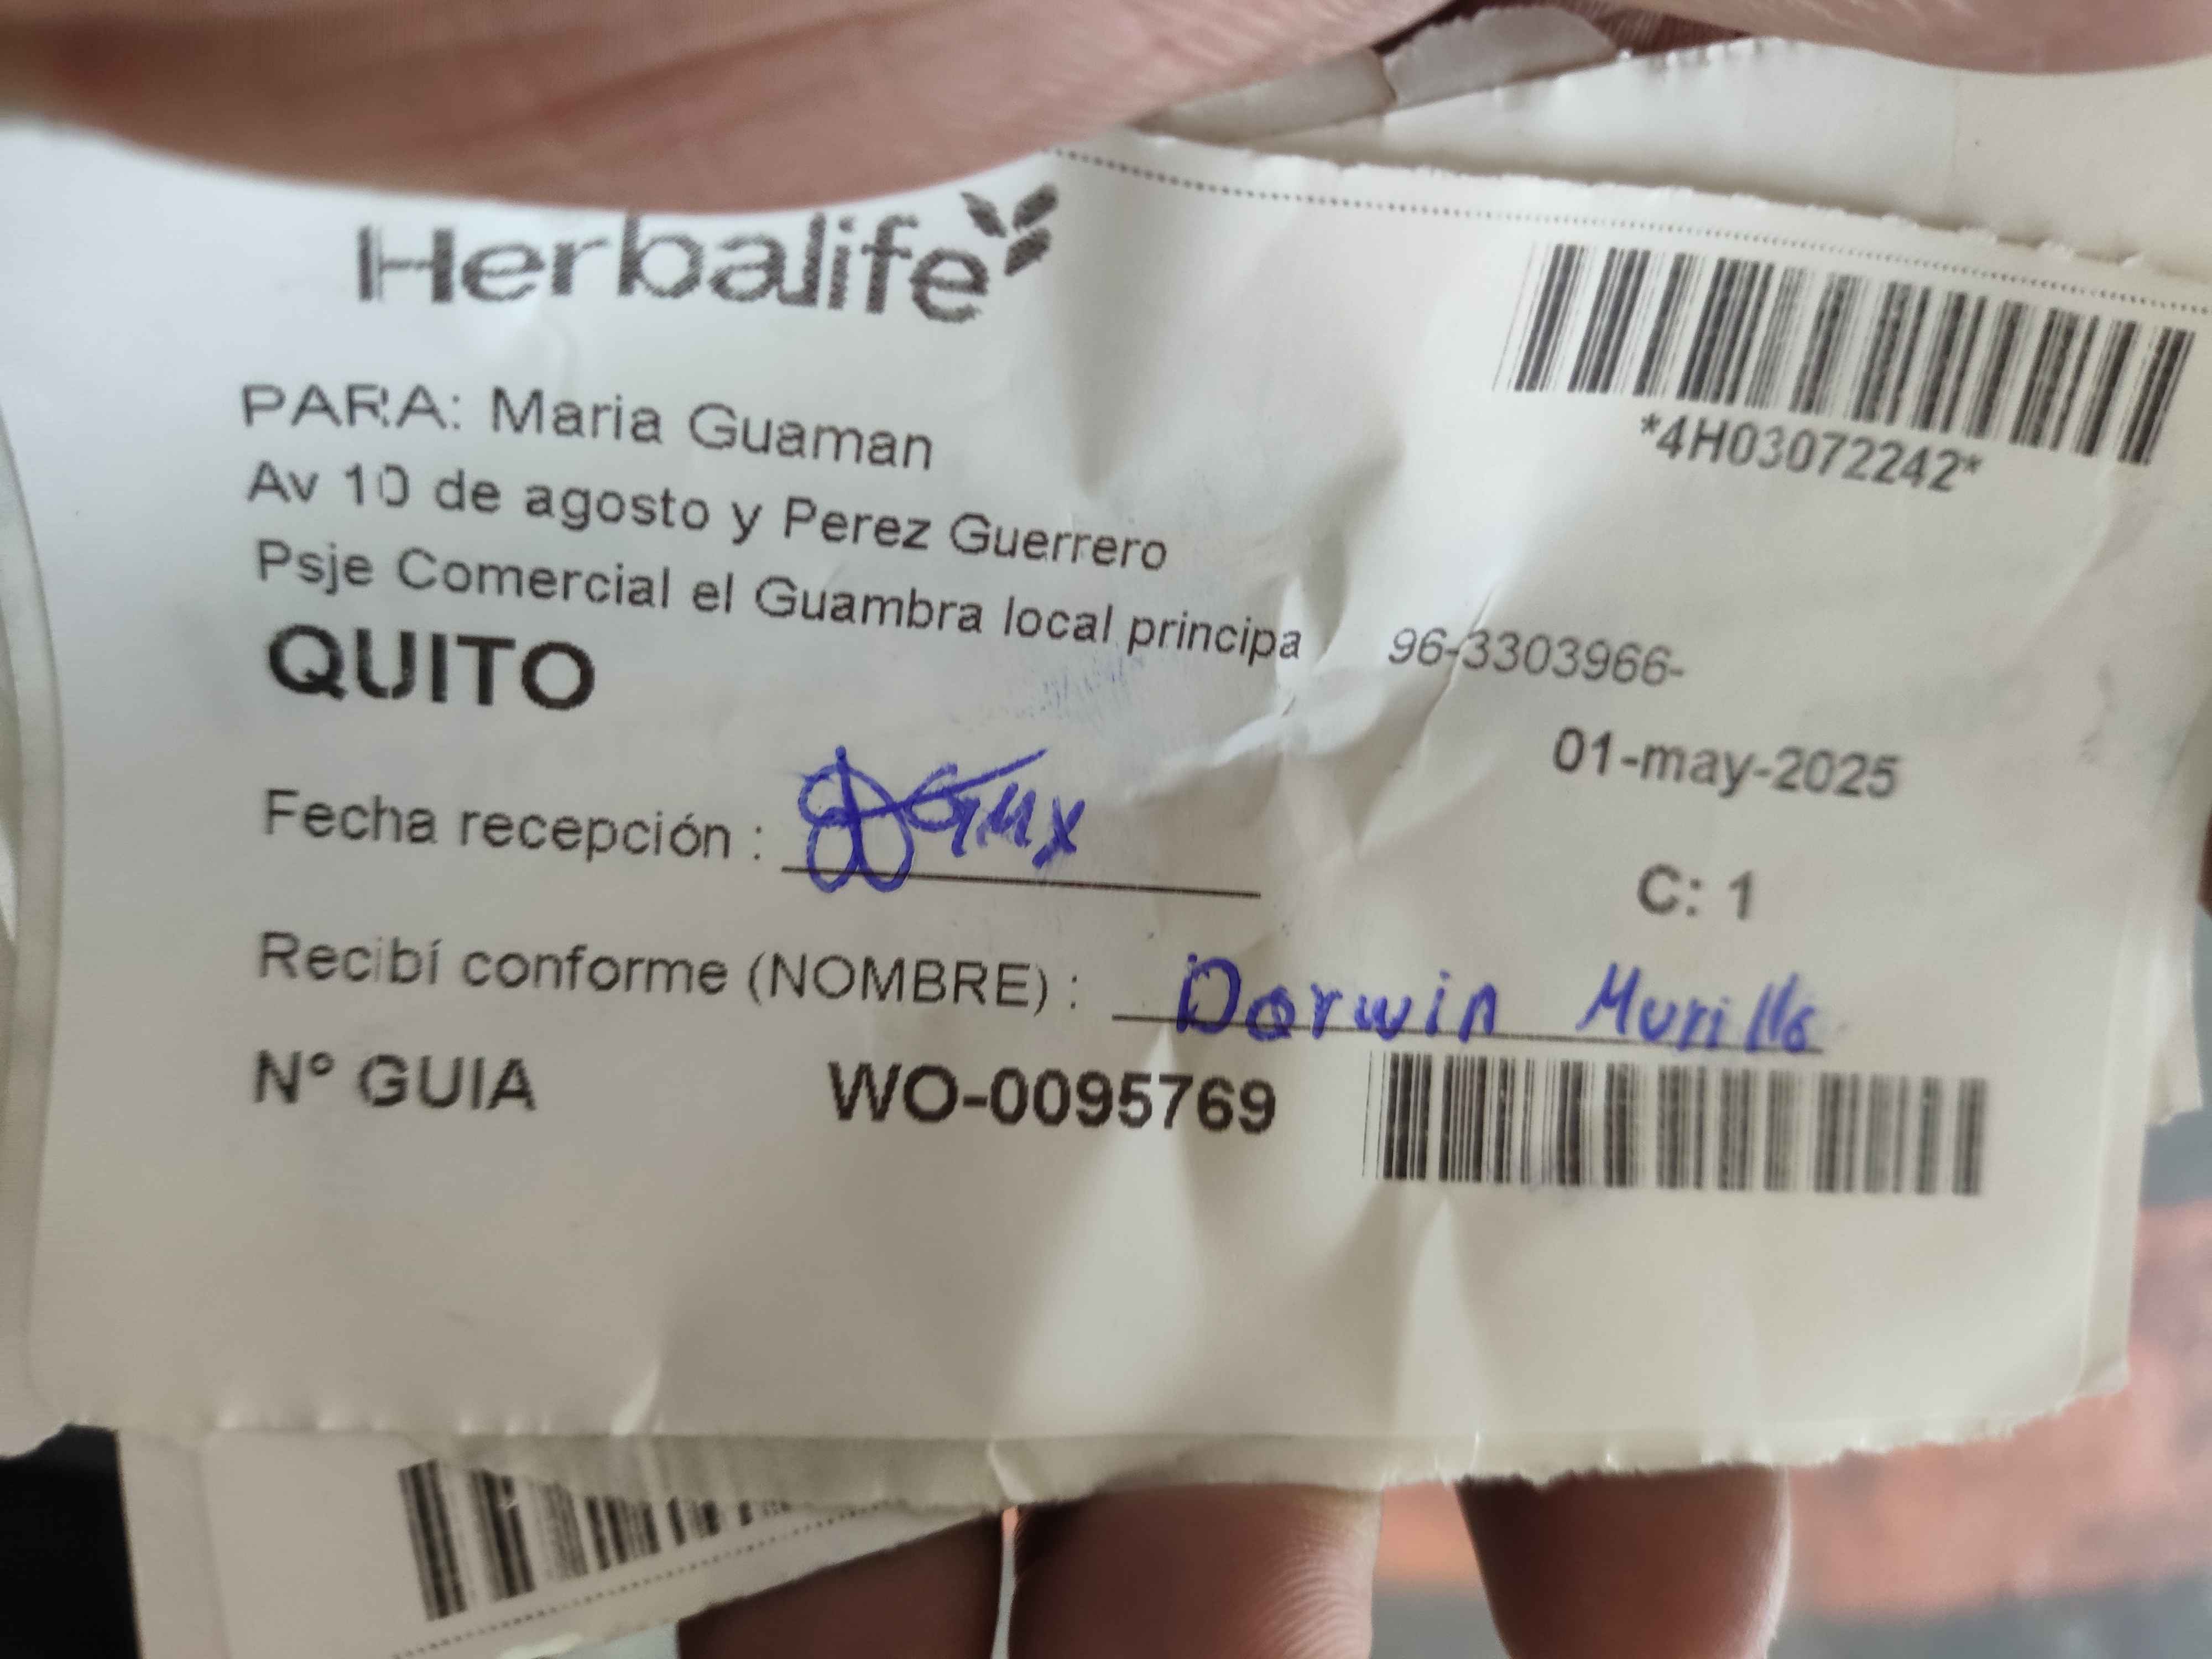 Herbalife
*4H03072242*
PARA: Maria Guaman
Av 10 de agosto y Perez Guerrero
Psje Comercial el Guambra local principa 96-3303966-
QUITO
01-may-2025
Fecha recepción :
C: 1
Recibí conforme (NOMBRE) : Darwin Murillo
N° GUIA WO-0095769